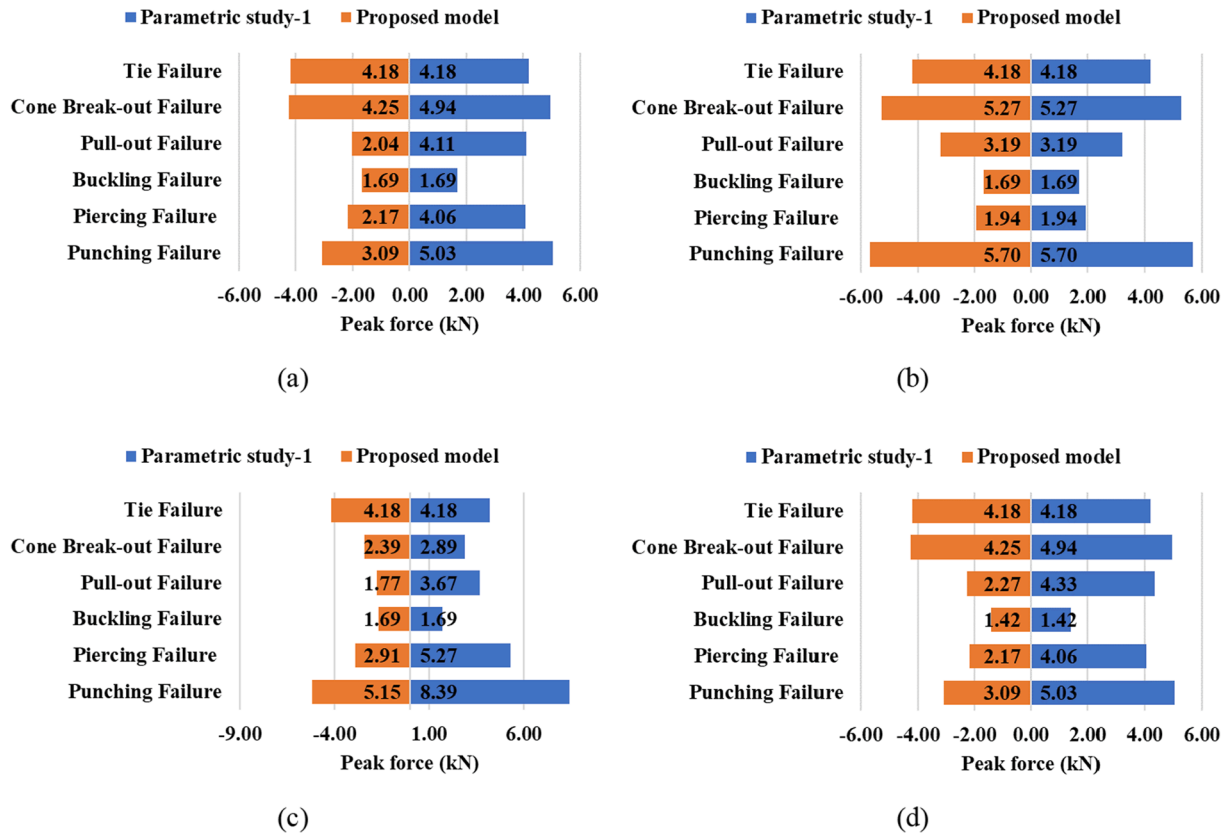 Parametric study-1 Proposed model
Tie Failure 4.18 4.18
Cone Break-out Failure 4.25 4.94
Pull-out Failure 2.04 4.11
Buckling Failure 1.69 1.69
Piercing Failure 2.17 4.06
Punching Failure 3.09 5.03
-6.00 -4.00 -2.00 0.00 2.00 4.00 6.00
Peak force (kN)
(a)
Parametric study-1 Proposed model
Tie Failure 4.18 4.18
Cone Break-out Failure 5.27 5.27
Pull-out Failure 3.19 3.19
Buckling Failure 1.69 1.69
Piercing Failure 1.94 1.94
Punching Failure 5.70 5.70
-6.00 -4.00 -2.00 0.00 2.00 4.00 6.00
Peak force (kN)
(b)
Parametric study-1 Proposed model
Tie Failure 4.18 4.18
Cone Break-out Failure 2.39 2.89
Pull-out Failure 1.77 3.67
Buckling Failure 1.69 1.69
Piercing Failure 2.91 5.27
Punching Failure 5.15 8.39
-9.00 -4.00 1.00 6.00
Peak force (kN)
(c)
Parametric study-1 Proposed model
Tie Failure 4.18 4.18
Cone Break-out Failure 4.25 4.94
Pull-out Failure 2.27 4.33
Buckling Failure 1.42 1.42
Piercing Failure 2.17 4.06
Punching Failure 3.09 5.03
-6.00 -4.00 -2.00 0.00 2.00 4.00 6.00
Peak force (kN)
(d)